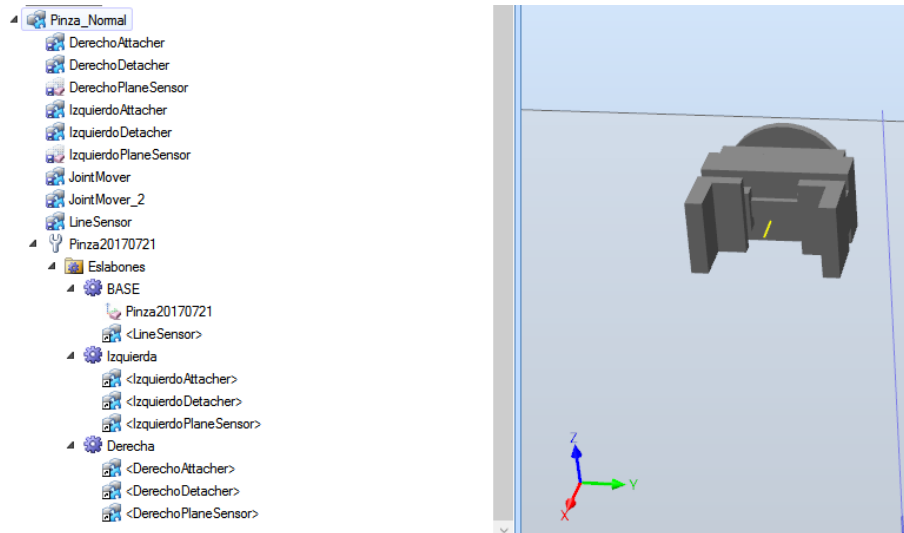 Pinza_Normal
DerechoAttacher
DerechoDetacher
DerechoPlaneSensor
IzquierdoAttacher
IzquierdoDetacher
IzquierdoPlaneSensor
JointMover
JointMover_2
LineSensor
Pinza20170721
Eslabones
BASE
Pinza20170721
<LineSensor>
Izquierda
<IzquierdoAttacher>
<IzquierdoDetacher>
<IzquierdoPlaneSensor>
Derecha
<DerechoAttacher>
<DerechoDetacher>
<DerechoPlaneSensor>
Z
Y
X